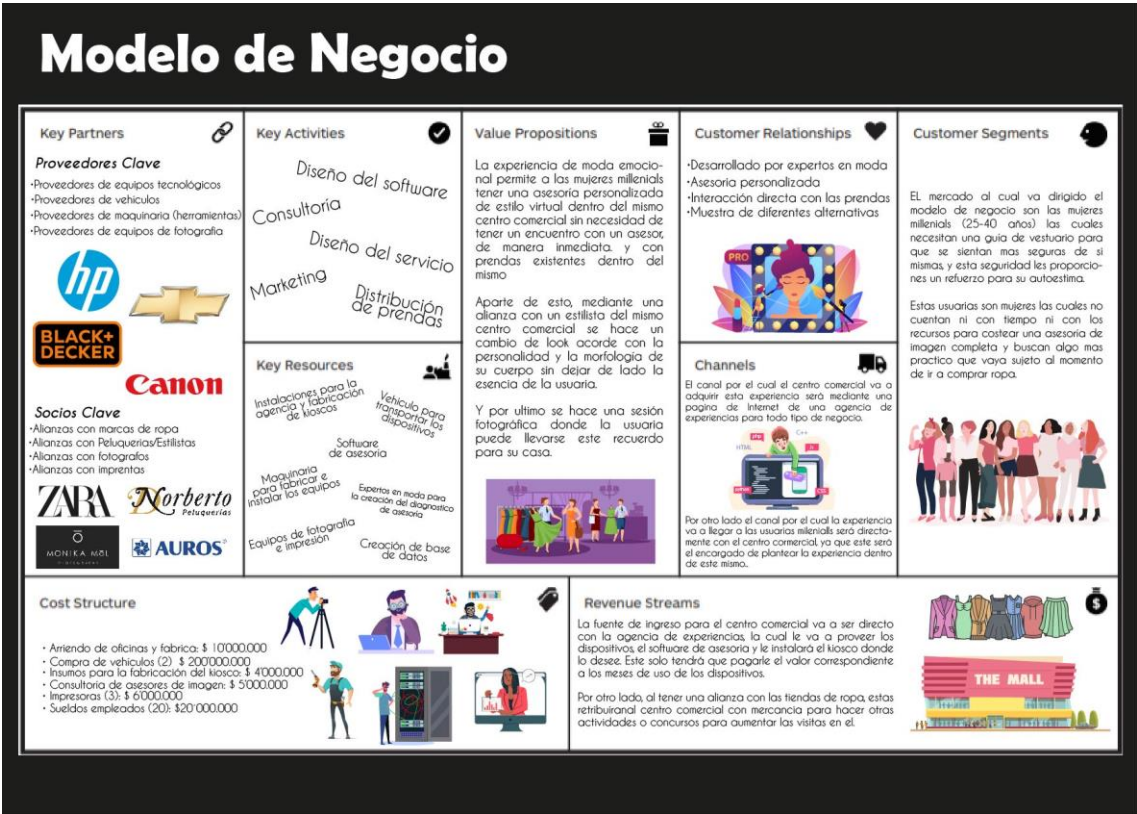 Modelo de Negocio
Key Partners
Proveedores Clave
•Proveedores de equipos tecnológicos
•Proveedores de vehiculos
•Proveedores de maquinaria (herramientas)
•Proveedores de equipos de fotografia
hp
BLACK+
DECKER
Canon
Socios Clave
•Alianzas con marcas de ropa
•Alianzas con Peluquerias/Estilistas
•Alianzas con fotografos
•Alianzas con imprentas
ZARA
Norberto
Peluquerías
MONIKA MOL
AUROS
Key Activities
Diseño del software
Consultoría
Diseño del servicio
Marketing
Distribución
de prendas
Key Resources
Instalaciones para la
agencia y fabricación
de kioscos
Vehiculo para
transportar los
dispositivos
Software
de asesoria
Maquinaria
para fabricar e
instalar los equipos
Expertos en moda para
la creación del diagnostico
de asesoria
Equipos de fotografia
e impresión
Creación de base
de datos
Value Propositions
La experiencia de moda emocio-
nal permite a las mujeres millenials
tener una asesoría personalizada
de estilo virtual dentro del mismo
centro comercial sin necesidad de
tener un encuentro con un asesor,
de manera inmediata. y con
prendas existentes dentro del
mismo
Aparte de esto, mediante una
alianza con un estilista del mismo
centro comercial se hace un
cambio de look acorde con la
personalidad y la morfologia de
su cuerpo sin dejar de lado la
esencia de la usuaria.
Y por ultimo se hace una sesión
fotográfica donde la usuaria
puede llevarse este recuerdo
para su casa.
Customer Relationships
•Desarrollado por expertos en moda
•Asesoria personalizada
•Interacción directa con las prendas
•Muestra de diferentes alternativas
PRO
Channels
El canal por el cual el centro comercial va a
adquirir esta experiencia será mediante una
pagina de Internet de una agencia de
experiencias para todo tipo de negocio.
php
C++
HTML
CSS
Por otro lado el canal por el cual la experiencia
va a llegar a las usuarias milenialls será directa-
mente con el centro comercial, ya que este será
el encargado de plantear la experiencia dentro
de este mismo..
Customer Segments
EL mercado al cual va dirigido el
modelo de negocio son las mujeres
millenials (25-40 años) las cuales
necesitan una guia de vestuario para
que se sientan mas seguras de si
mismas, y esta seguridad les proporcio-
nes un refuerzo para su autoestima.
Estas usuarias son mujeres las cuales no
cuentan ni con tiempo ni con los
recursos para costear una asesoria de
imagen completa y buscan algo mas
practico que vaya sujeto al momento
de ir a comprar ropa.
Cost Structure
• Arriendo de oficinas y fabrica: $ 10'000.000
• Compra de vehiculos (2) $ 200'000.000
• Insumos para la fabricación del kiosco: $ 4'000.000
• Consultoria de asesores de imagen: $ 5'000.000
• Impresoras (3): $ 6'000.000
• Sueldos empleados (20): $20'000.000
Revenue Streams
La fuente de ingreso para el centro comercial va a ser directo
con la agencia de experiencias, la cual le va a proveer los
dispositivos, el software de asesoria y le instalará el kiosco donde
lo desee. Este solo tendrá que pagarle el valor correspondiente
a los meses de uso de los dispositivos.
Por otro lado, al tener una alianza con las tiendas de ropa, estas
retribuiranal centro comercial con mercancia para hacer otras
actividades o concursos para aumentar las visitas en el.
THE MALL